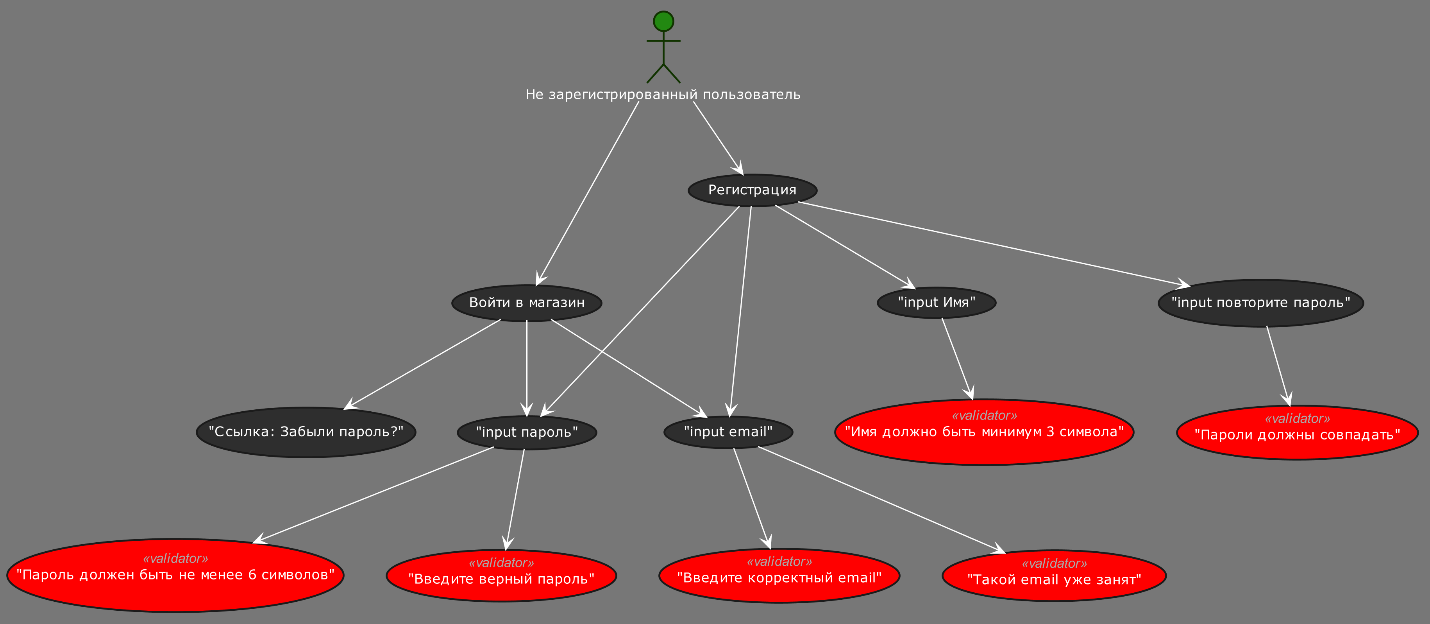 Не зарегистрированный пользователь
Регистрация
Войти в магазин
"input Имя"
"input повторите пароль"
"Ссылка: Забыли пароль?"
"input пароль"
"input email"
«validator»
"Имя должно быть минимум 3 символа"
«validator»
"Пароли должны совпадать"
«validator»
"Пароль должен быть не менее 6 символов"
«validator»
"Введите верный пароль"
«validator»
"Введите корректный email"
«validator»
"Такой email уже занят"